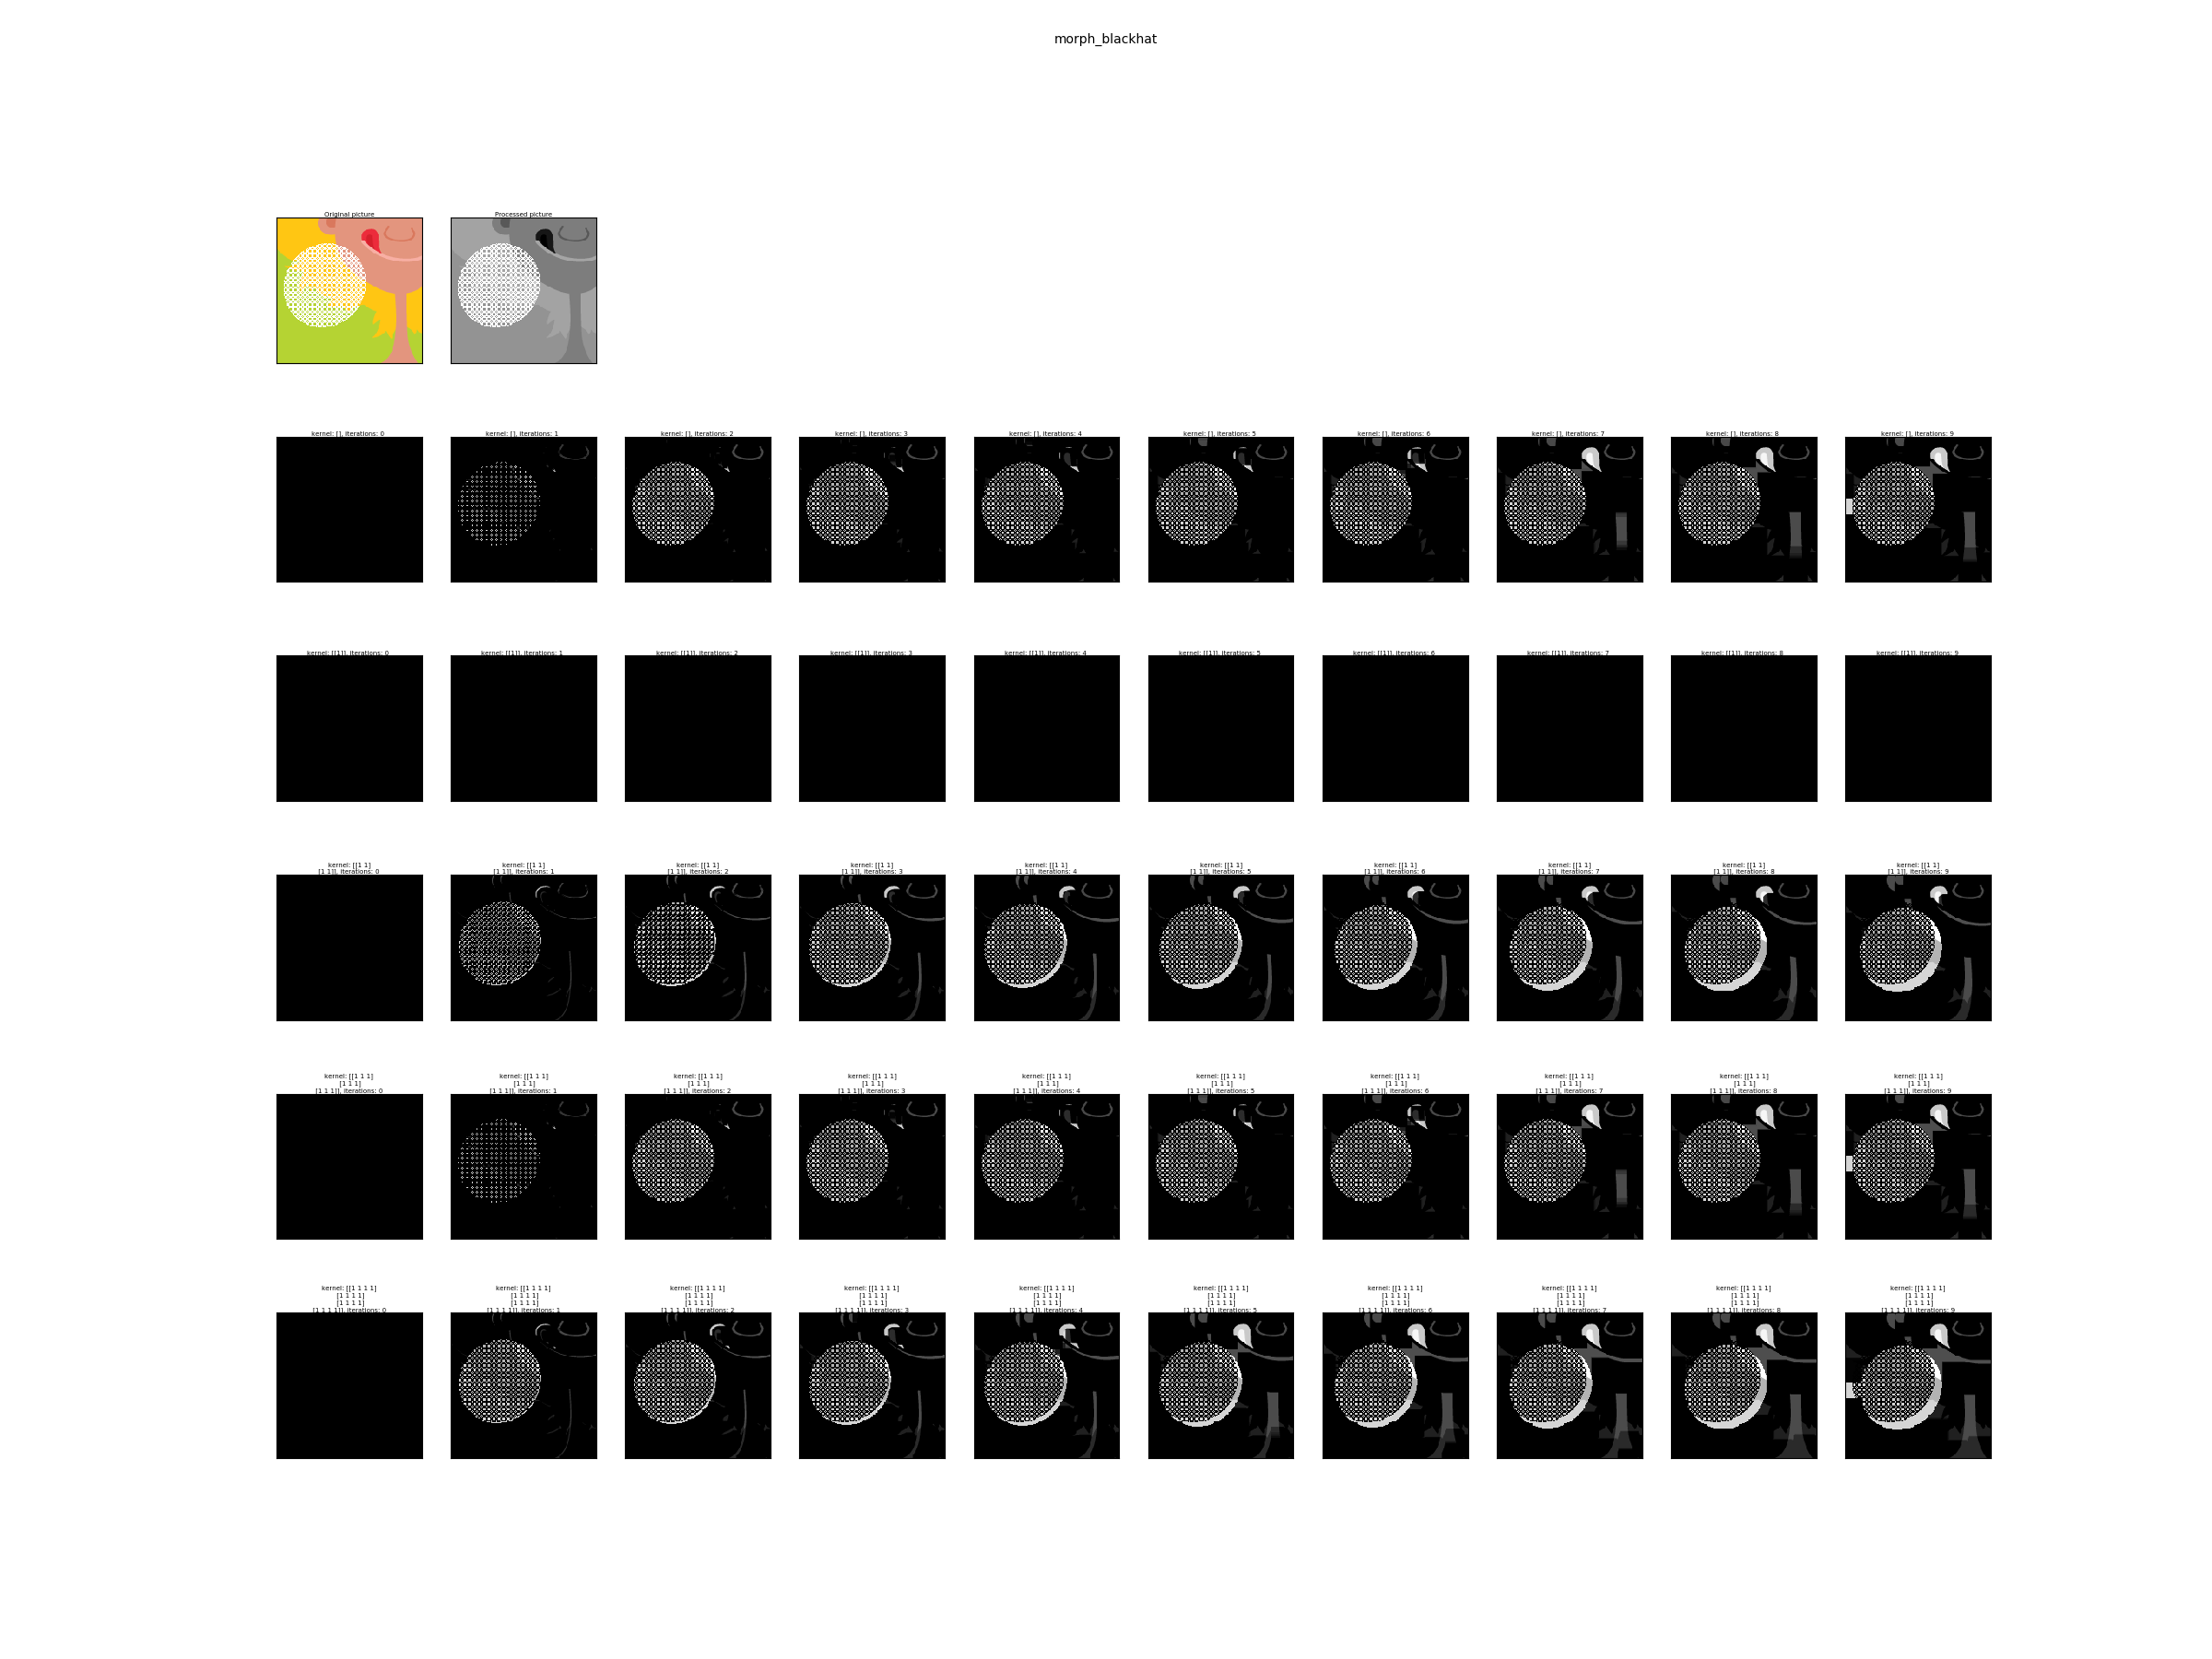 morph_blackhat
Original picture
Processed picture
kernel: [], iterations: 0
kernel: [], iterations: 1
kernel: [], iterations: 2
kernel: [], iterations: 3
kernel: [], iterations: 4
kernel: [], iterations: 5
kernel: [], iterations: 6
kernel: [], iterations: 7
kernel: [], iterations: 8
kernel: [], iterations: 9
kernel: [[1]], iterations: 0
kernel: [[1]], iterations: 1
kernel: [[1]], iterations: 2
kernel: [[1]], iterations: 3
kernel: [[1]], iterations: 4
kernel: [[1]], iterations: 5
kernel: [[1]], iterations: 6
kernel: [[1]], iterations: 7
kernel: [[1]], iterations: 8
kernel: [[1]], iterations: 9
kernel: [[1 1]
[1 1]], iterations: 0
kernel: [[1 1]
[1 1]], iterations: 1
kernel: [[1 1]
[1 1]], iterations: 2
kernel: [[1 1]
[1 1]], iterations: 3
kernel: [[1 1]
[1 1]], iterations: 4
kernel: [[1 1]
[1 1]], iterations: 5
kernel: [[1 1]
[1 1]], iterations: 6
kernel: [[1 1]
[1 1]], iterations: 7
kernel: [[1 1]
[1 1]], iterations: 8
kernel: [[1 1]
[1 1]], iterations: 9
kernel: [[1 1 1]
[1 1 1]
[1 1 1]], iterations: 0
kernel: [[1 1 1]
[1 1 1]
[1 1 1]], iterations: 1
kernel: [[1 1 1]
[1 1 1]
[1 1 1]], iterations: 2
kernel: [[1 1 1]
[1 1 1]
[1 1 1]], iterations: 3
kernel: [[1 1 1]
[1 1 1]
[1 1 1]], iterations: 4
kernel: [[1 1 1]
[1 1 1]
[1 1 1]], iterations: 5
kernel: [[1 1 1]
[1 1 1]
[1 1 1]], iterations: 6
kernel: [[1 1 1]
[1 1 1]
[1 1 1]], iterations: 7
kernel: [[1 1 1]
[1 1 1]
[1 1 1]], iterations: 8
kernel: [[1 1 1]
[1 1 1]
[1 1 1]], iterations: 9
kernel: [[1 1 1 1]
[1 1 1 1]
[1 1 1 1]
[1 1 1 1]], iterations: 0
kernel: [[1 1 1 1]
[1 1 1 1]
[1 1 1 1]
[1 1 1 1]], iterations: 1
kernel: [[1 1 1 1]
[1 1 1 1]
[1 1 1 1]
[1 1 1 1]], iterations: 2
kernel: [[1 1 1 1]
[1 1 1 1]
[1 1 1 1]
[1 1 1 1]], iterations: 3
kernel: [[1 1 1 1]
[1 1 1 1]
[1 1 1 1]
[1 1 1 1]], iterations: 4
kernel: [[1 1 1 1]
[1 1 1 1]
[1 1 1 1]
[1 1 1 1]], iterations: 5
kernel: [[1 1 1 1]
[1 1 1 1]
[1 1 1 1]
[1 1 1 1]], iterations: 6
kernel: [[1 1 1 1]
[1 1 1 1]
[1 1 1 1]
[1 1 1 1]], iterations: 7
kernel: [[1 1 1 1]
[1 1 1 1]
[1 1 1 1]
[1 1 1 1]], iterations: 8
kernel: [[1 1 1 1]
[1 1 1 1]
[1 1 1 1]
[1 1 1 1]], iterations: 9